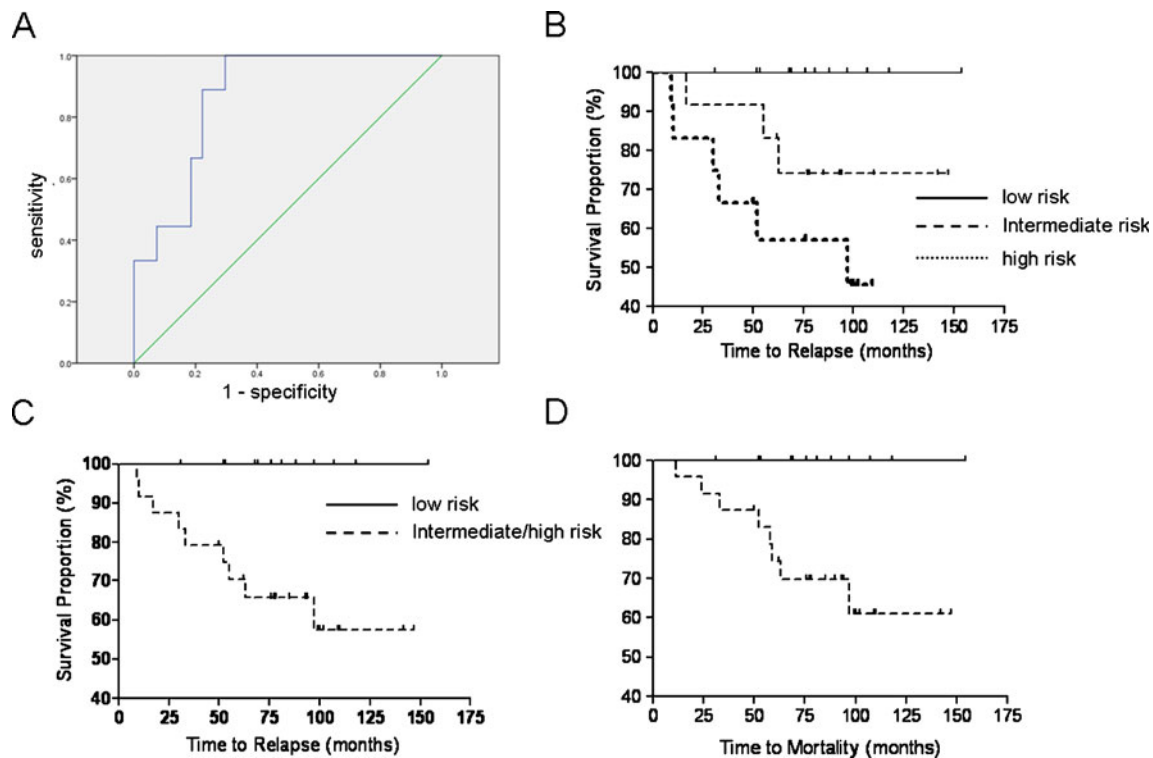 A
1.0
0.8
0.6
0.4
0.2
0.0
sensitivity
0.0 0.2 0.4 0.6 0.8 1.0
1 - specificity
B
100
90
80
70
60
50
40
Survival Proportion (%)
low risk
Intermediate risk
high risk
0 25 50 75 100 125 150 175
Time to Relapse (months)
C
100
90
80
70
60
50
40
Survival Proportion (%)
low risk
Intermediate/high risk
0 25 50 75 100 125 150 175
Time to Relapse (months)
D
100
90
80
70
60
50
40
Survival Proportion (%)
0 25 50 75 100 125 150 175
Time to Mortality (months)